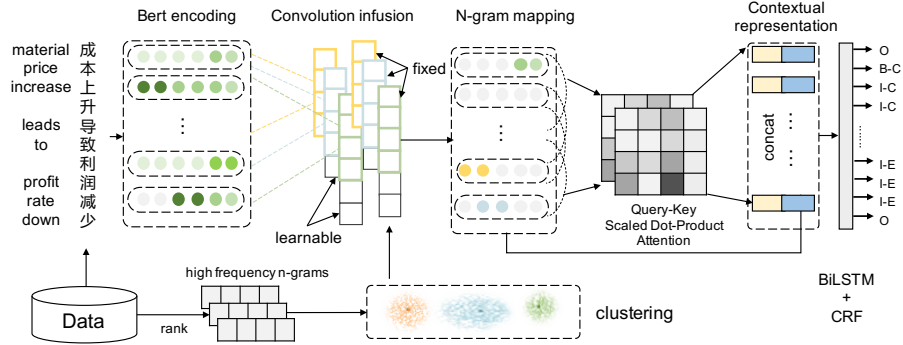 Bert encoding
Convolution infusion
N-gram mapping
Contextual
representation
material
price
increase
leads
to
profit
rate
down
成本上升导致利润减少
fixed
learnable
Query-Key
Scaled Dot-Product
Attention
concat
O
B-C
I-C
I-C
......
I-E
I-E
I-E
O
Data
rank
high frequency n-grams
clustering
BiLSTM
+
CRF